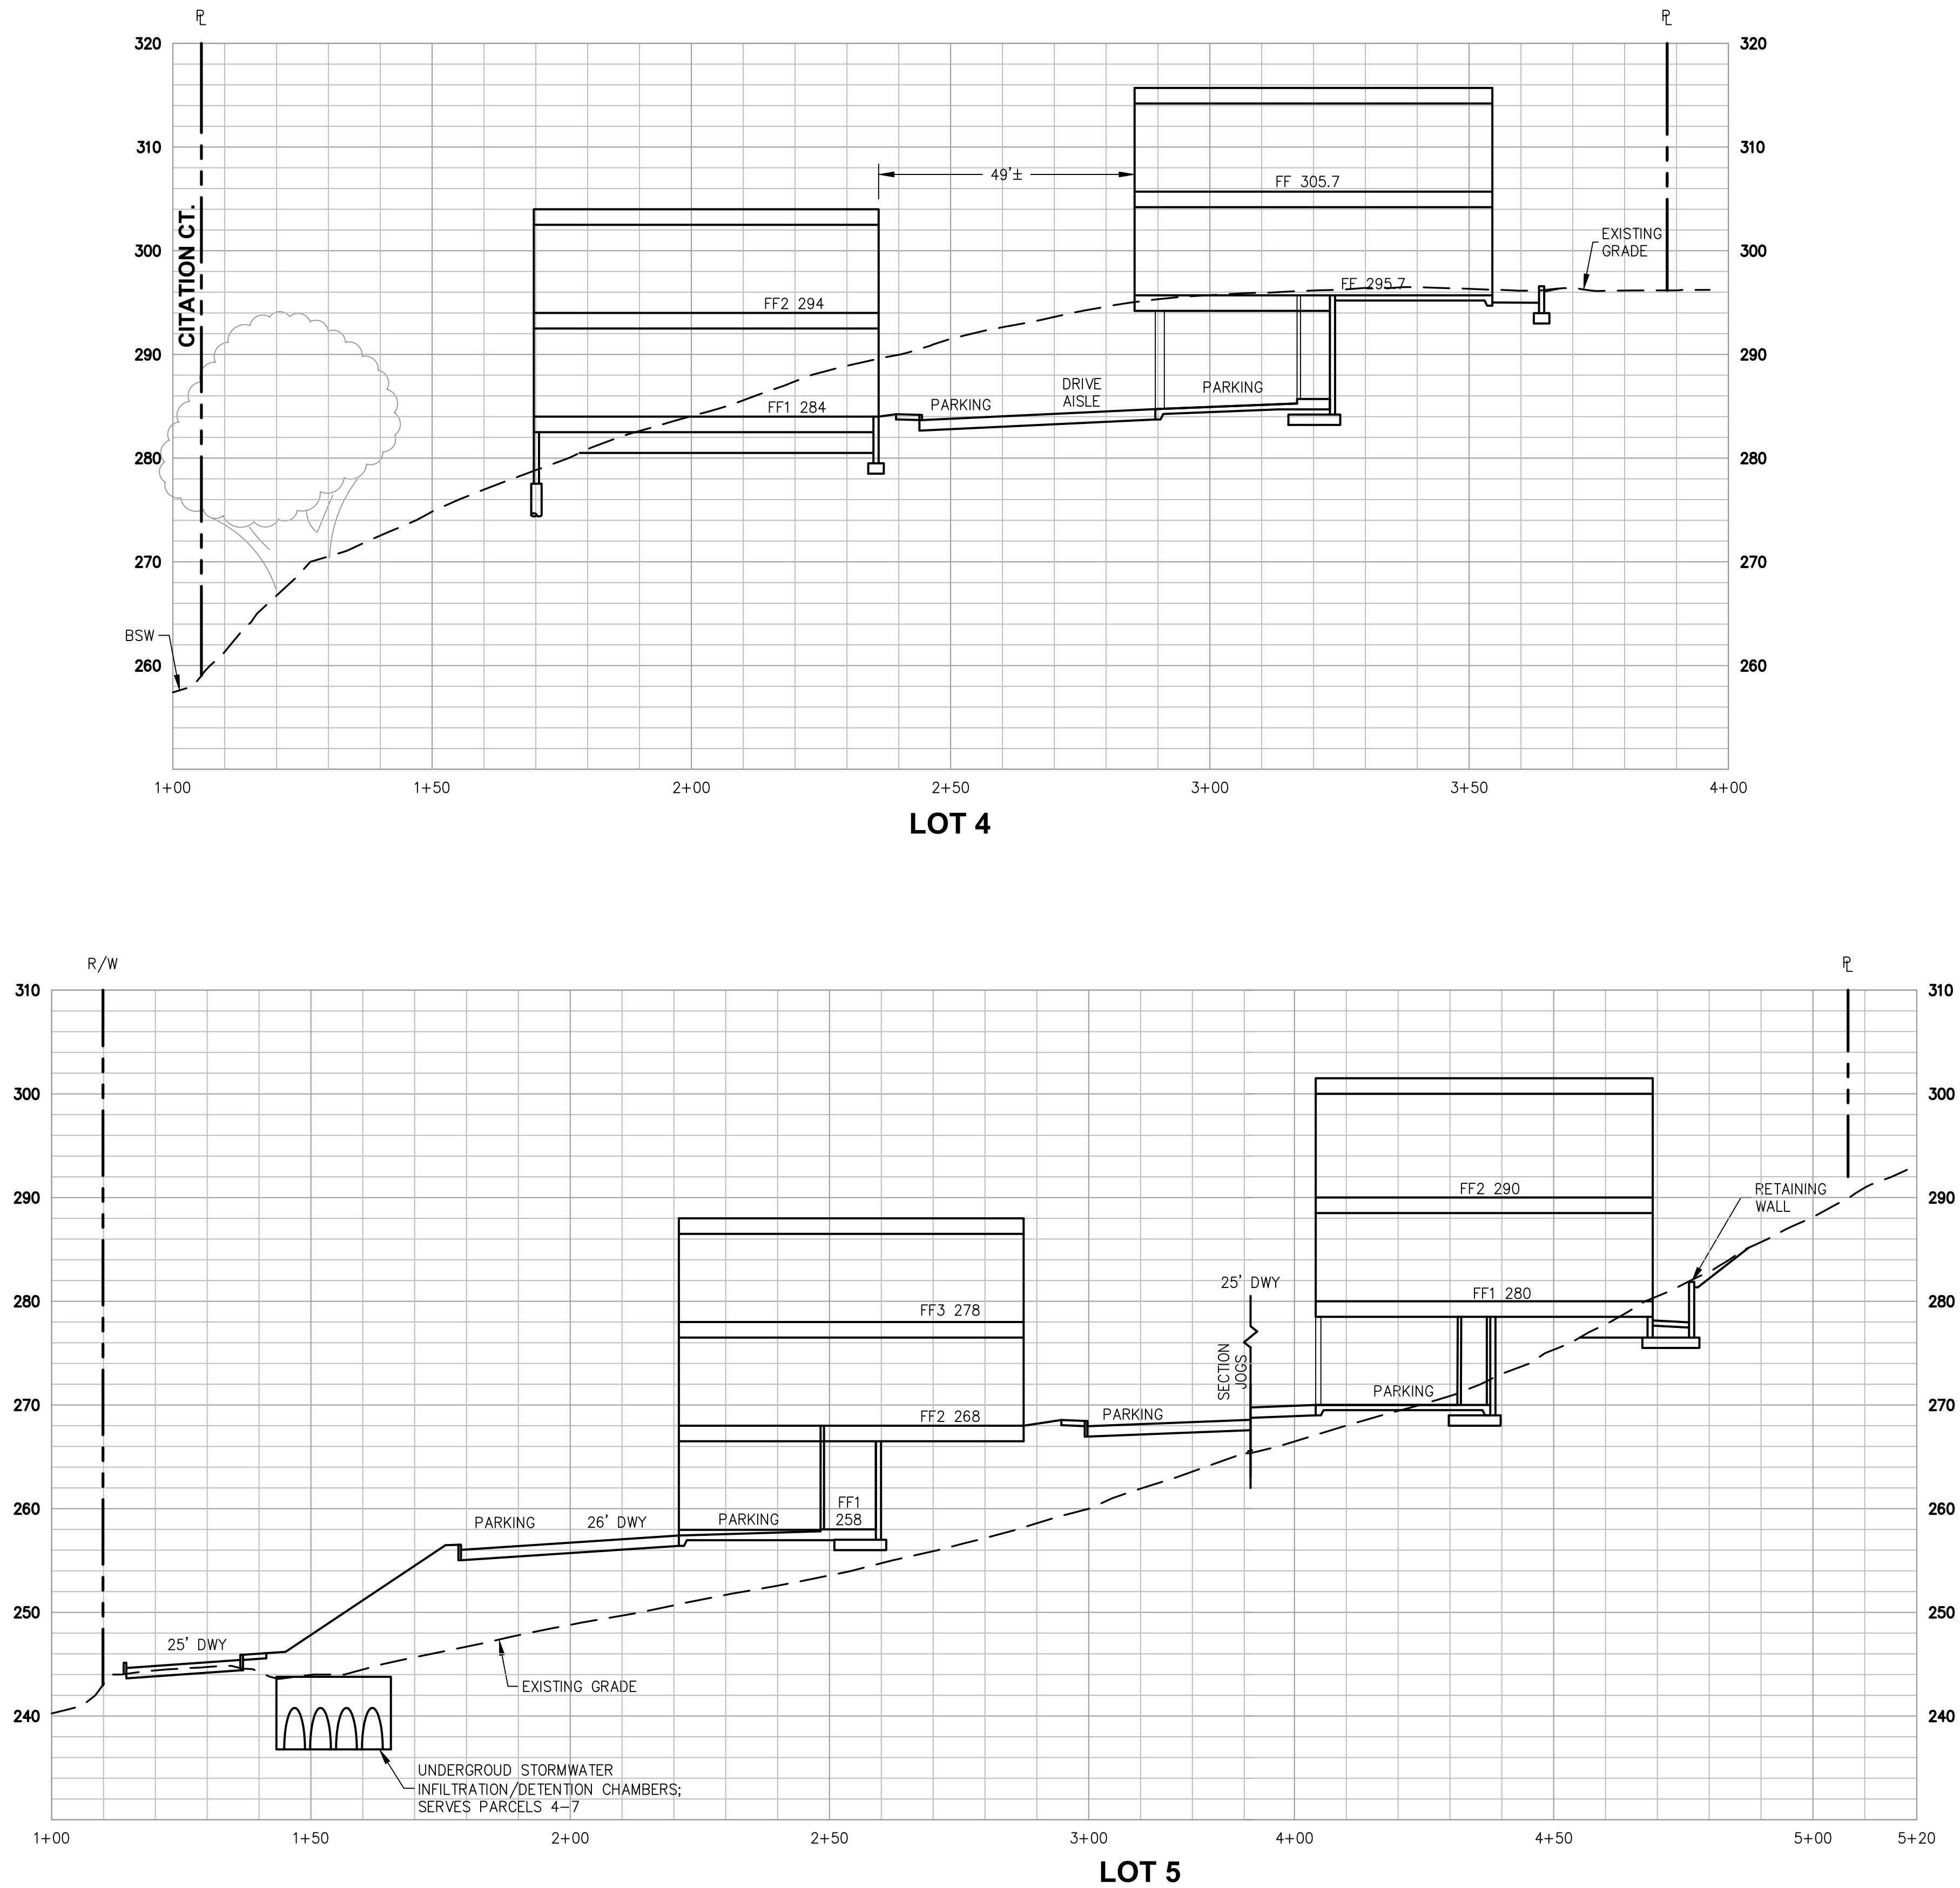 PL
PL
320
320
310
310
49'±
FF 305.7
CITATION CT.
EXISTING
GRADE
300
300
FF2 294
FF 295.7
290
290
DRIVE
AISLE
PARKING
PARKING
FF1 284
280
280
270
270
BSW
260
260
1+00
1+50
2+00
2+50
3+00
3+50
4+00
LOT 4
R/W
PL
310
310
300
300
FF2 290
RETAINING
WALL
290
290
25' DWY
FF1 280
280
280
FF3 278
SECTION
JOGS
PARKING
270
270
FF2 268
PARKING
260
260
FF1
258
PARKING
26' DWY
PARKING
250
250
25' DWY
EXISTING GRADE
240
240
UNDERGROUD STORMWATER
INFILTRATION/DETENTION CHAMBERS;
SERVES PARCELS 4-7
1+00
1+50
2+00
2+50
3+00
4+00
4+50
5+00
5+20
LOT 5